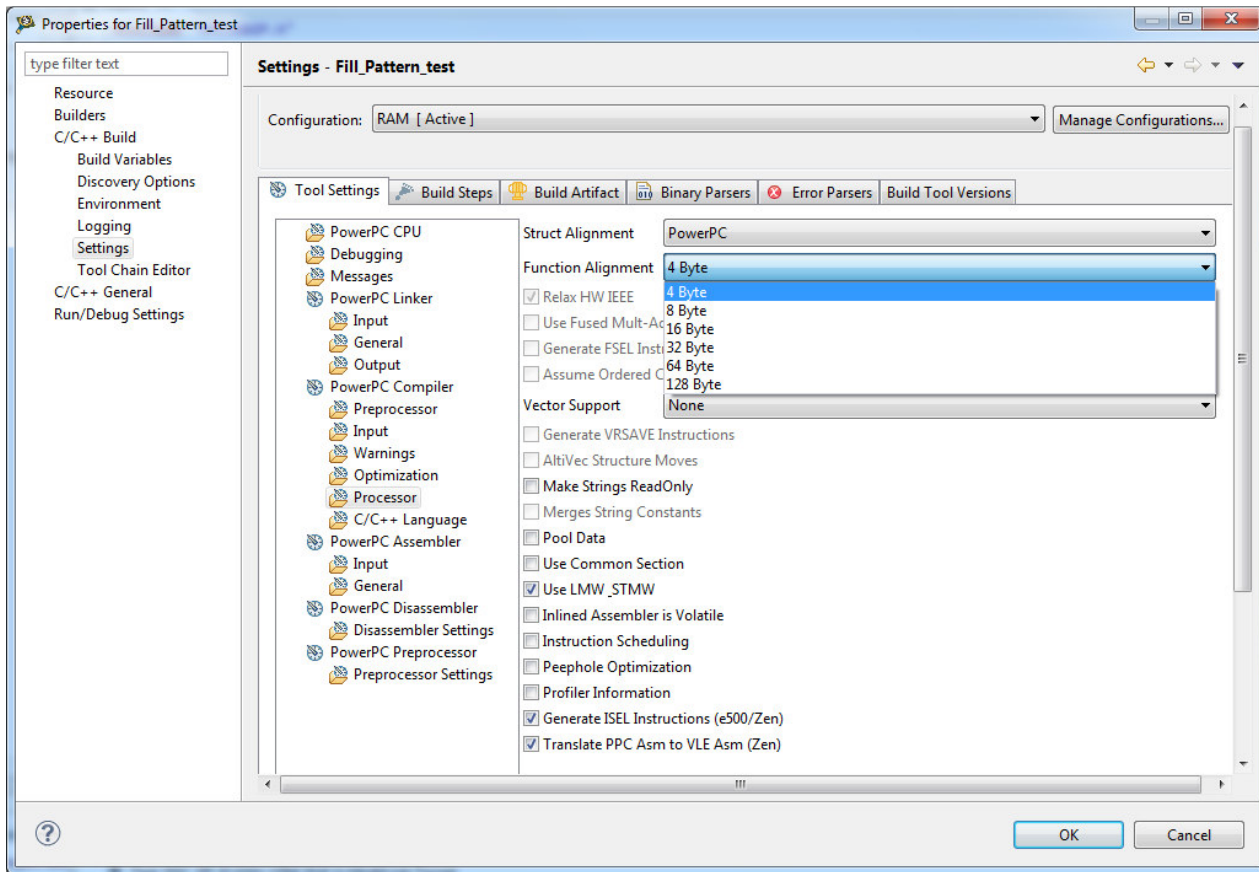 Properties for Fill_Pattern_test
type filter text
Resource
Builders
C/C++ Build
Build Variables
Discovery Options
Environment
Logging
Settings
Tool Chain Editor
C/C++ General
Run/Debug Settings
Settings - Fill_Pattern_test
Configuration: RAM [ Active ] Manage Configurations...
Tool Settings Build Steps Build Artifact Binary Parsers Error Parsers Build Tool Versions
PowerPC CPU
Debugging
Messages
PowerPC Linker
Input
General
Output
PowerPC Compiler
Preprocessor
Input
Warnings
Optimization
Processor
C/C++ Language
PowerPC Assembler
Input
General
PowerPC Disassembler
Disassembler Settings
PowerPC Preprocessor
Preprocessor Settings
Struct Alignment PowerPC
Function Alignment 4 Byte
4 Byte
8 Byte
16 Byte
32 Byte
64 Byte
128 Byte
Relax HW IEEE
Use Fused Mult-Ad
Generate FSEL Inst
Assume Ordered C
Vector Support None
Generate VRSAVE Instructions
AltiVec Structure Moves
Make Strings ReadOnly
Merges String Constants
Pool Data
Use Common Section
Use LMW_STMW
Inlined Assembler is Volatile
Instruction Scheduling
Peephole Optimization
Profiler Information
Generate ISEL Instructions (e500/Zen)
Translate PPC Asm to VLE Asm (Zen)
OK Cancel